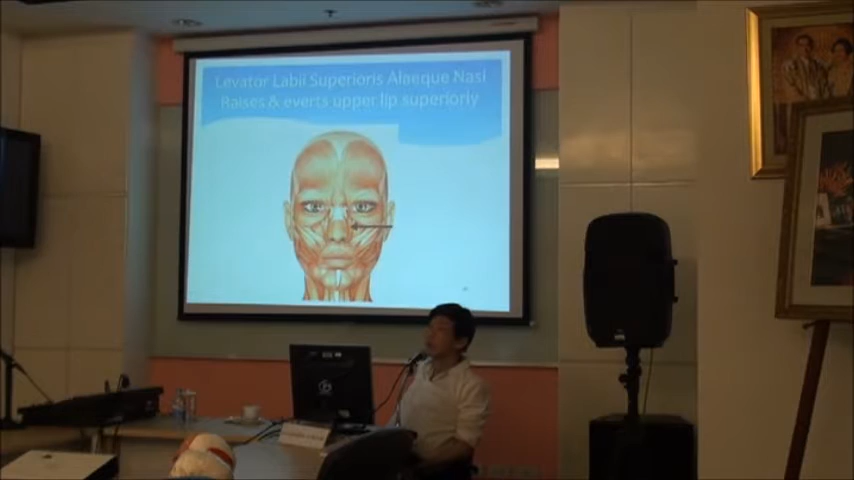 Levator Labii Superioris Alaeque Nasi
Raises & everts upper lip superiorly